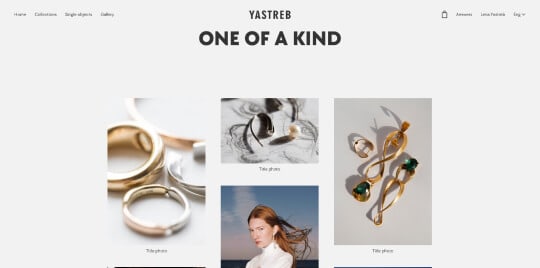 Home Collections Single objects Gallery YASTREB Answers Lena Yastreb Eng
ONE OF A KIND
Title photo
Title photo
Title photo